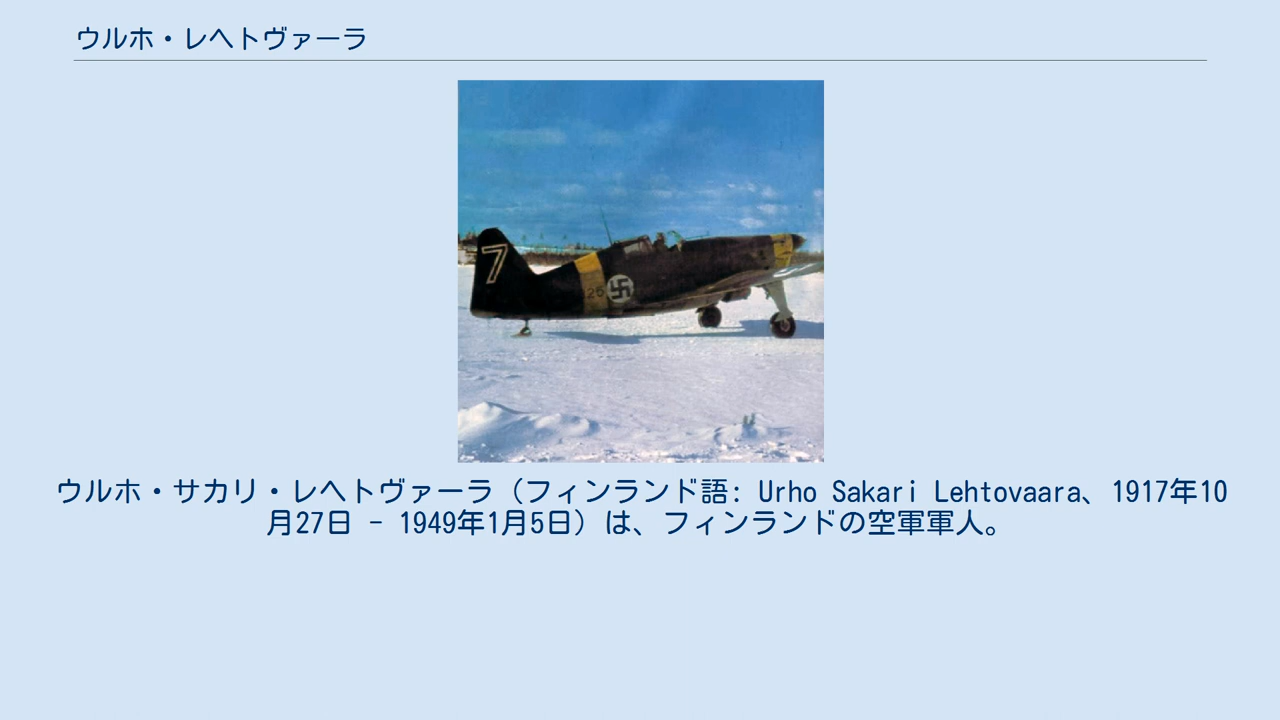 ウルホ・レヘトヴァーラ
7
25
ウルホ・サカリ・レヘトヴァーラ（フィンランド語: Urho Sakari Lehtovaara、1917年10
月27日 - 1949年1月5日）は、フィンランドの空軍軍人。